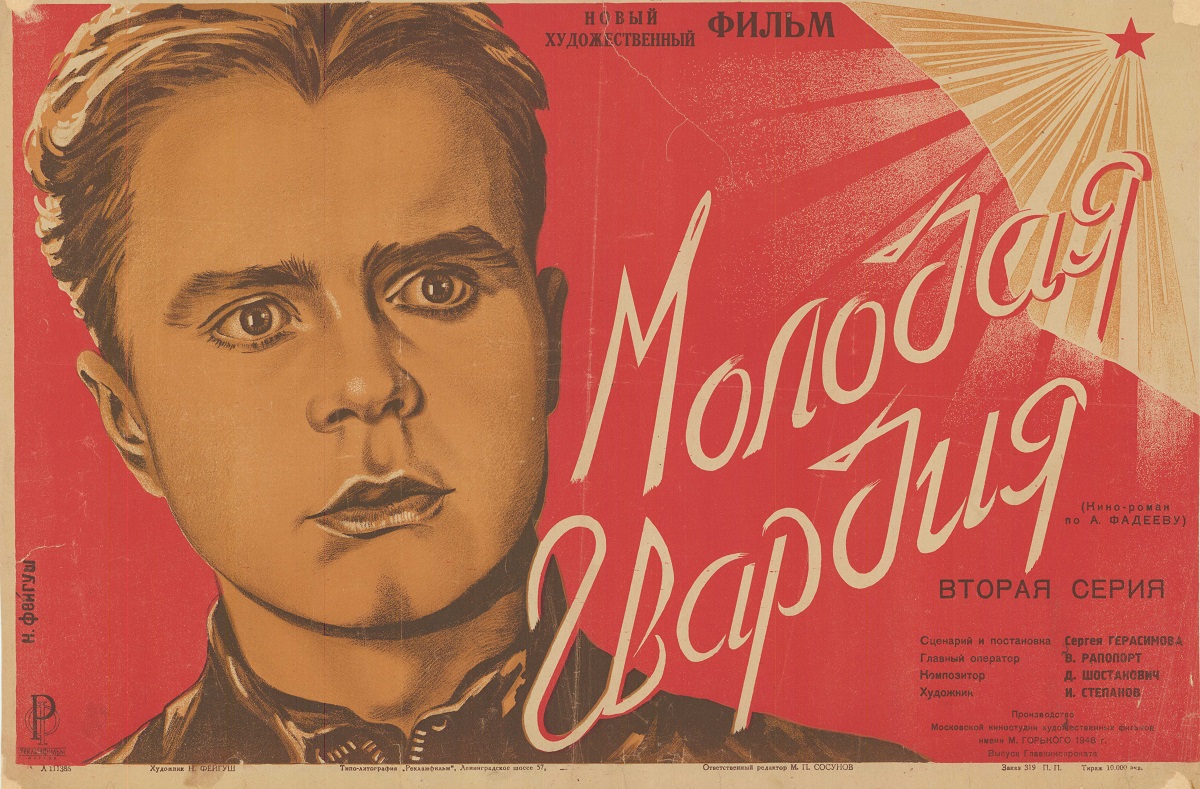 НОВЫЙ
ХУДОЖЕСТВЕННЫЙ ФИЛЬМ
Молодая
Гвардия
(Кино-роман
по А. ФАДЕЕВУ)
ВТОРАЯ СЕРИЯ
Сценарий и постановка Сергея ГЕРАСИМОВА
Главный оператор В. РАПОПОРТ
Композитор Д. ШОСТАКОВИЧ
Художник И. СТЕПАНОВ
Производство
Московской киностудии художественных фильмов
имени М. ГОРЬКОГО 1948 г.
Выпуск Главкинопроката
Н. ФЕЙГУШ
А 11385 Художник Н. ФЕЙГУШ Типо-литография „Рекламфильм", Ленинградское шоссе 57, Ответственный редактор М. П. СОСУНОВ Заказ 319 П. П. Тираж 10.000 экз.